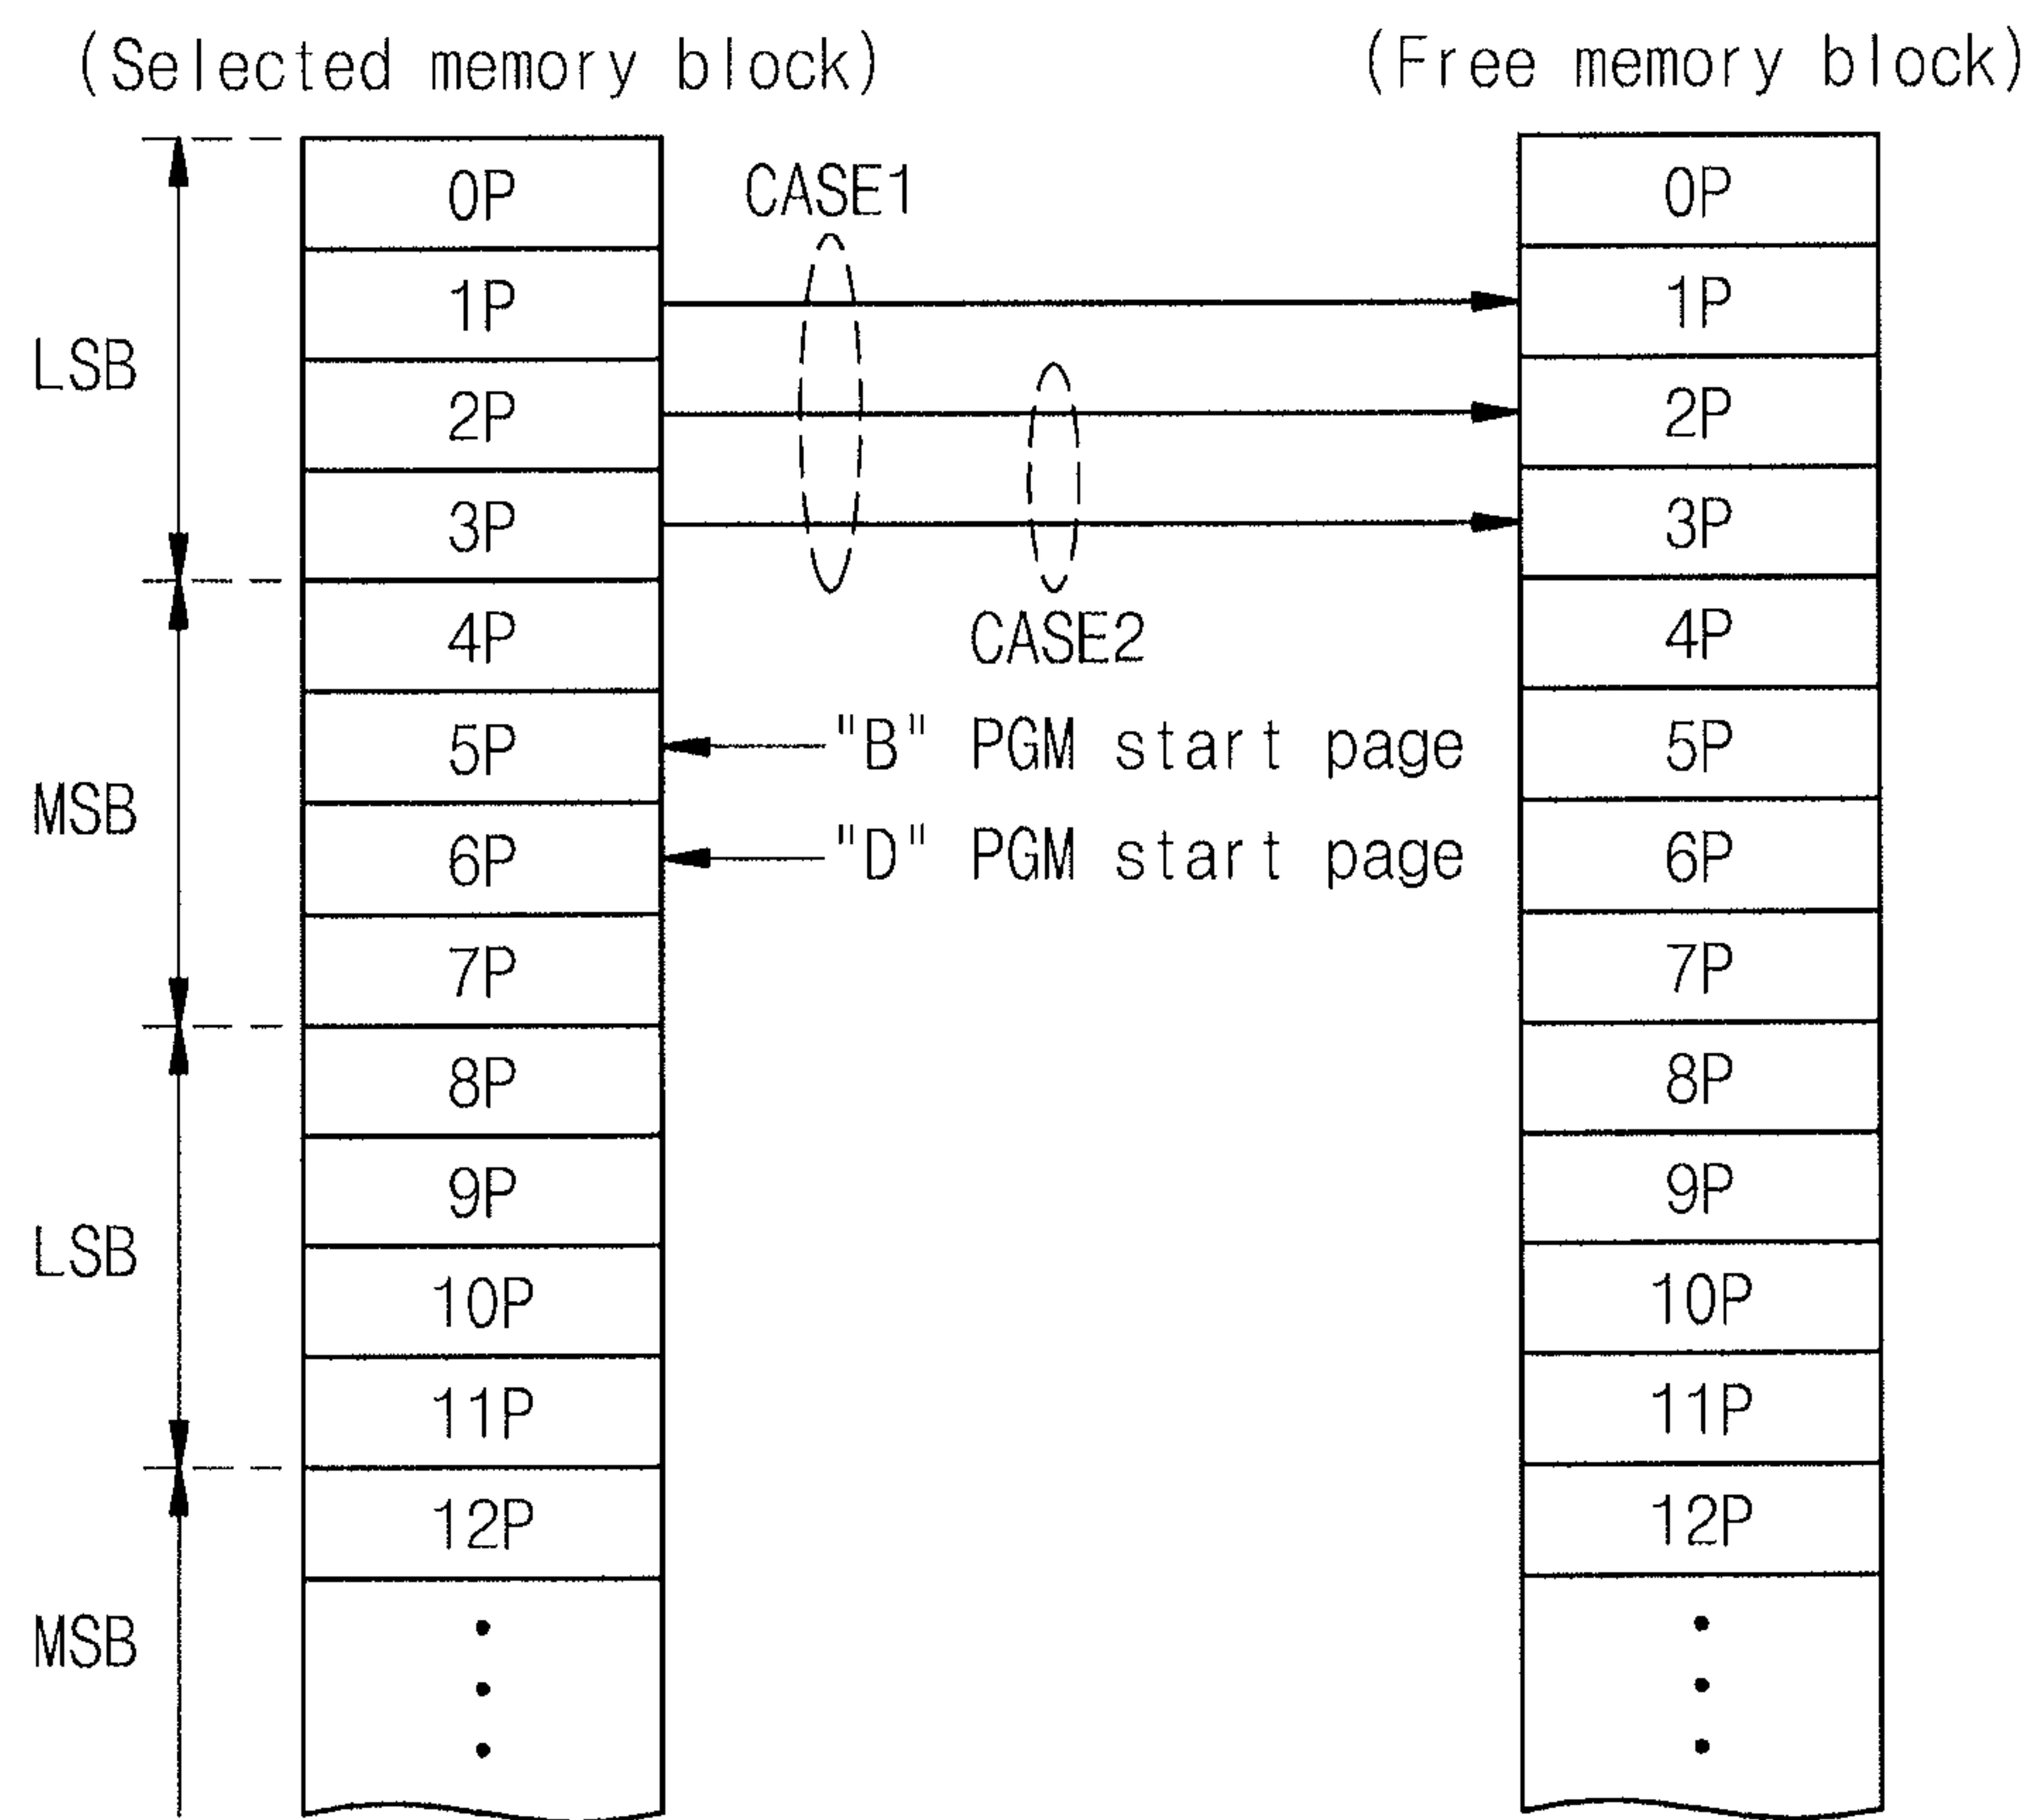 (Selected memory block)
(Free memory block)
LSB
MSB
LSB
MSB
0P
1P
2P
3P
4P
5P
6P
7P
8P
9P
10P
11P
12P
CASE1
CASE2
"B" PGM start page
"D" PGM start page
0P
1P
2P
3P
4P
5P
6P
7P
8P
9P
10P
11P
12P